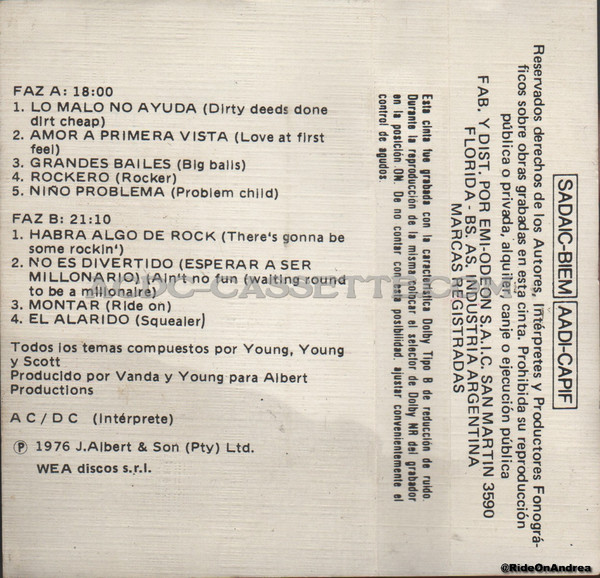 FAZ A: 18:00
1. LO MALO NO AYUDA (Dirty deeds done
dirt cheap)
2. AMOR A PRIMERA VISTA (Love at first
feel)
3. GRANDES BAILES (Big balls)
4. ROCKERO (Rocker)
5. NIÑO PROBLEMA (Problem child)
FAZ B: 21:10
1. HABRA ALGO DE ROCK (There's gonna be
some rockin')
2. NO ES DIVERTIDO (ESPERAR A SER
MILLONARIO) (Ain't no fun (waiting round
to be a millionaire)
3. MONTAR (Ride on)
4. EL ALARIDO (Squealer)
Todos los temas compuestos por Young, Young
y Scott
Producido por Vanda y Young para Albert
Productions
AC/DC (Intérprete)
Ⓟ 1976 J.Albert & Son (Pty) Ltd.
WEA discos s.r.l.
Esta cinta fue grabada con la característica Dolby Tipo B de reducción de ruido.
Durante la reproducción de la misma colocar el selector de Dolby NR del grabador
en la posición ON. De no contar con esta posibilidad, ajustar convenientemente el
control de agudos.
SADAIC-BIEM AADI-CAPIF
Reservados derechos de los Autores, Intérpretes y Productores Fonográ-
ficos sobre obras grabadas en esta cinta. Prohibida su reproducción
pública o privada, alquiler, canje o ejecución pública
FAB. Y DIST. POR EMI-ODEON S.A.I.C. SAN MARTIN 3590
FLORIDA - BS. AS. INDUSTRIA ARGENTINA
MARCAS REGISTRADAS
@RideOnAndrea